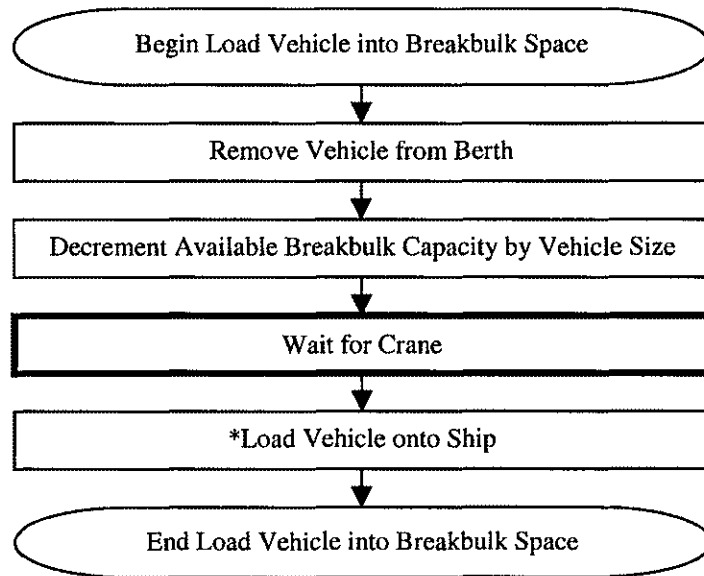 Begin Load Vehicle into Breakbulk Space
Remove Vehicle from Berth
Decrement Available Breakbulk Capacity by Vehicle Size
Wait for Crane
*Load Vehicle onto Ship
End Load Vehicle into Breakbulk Space